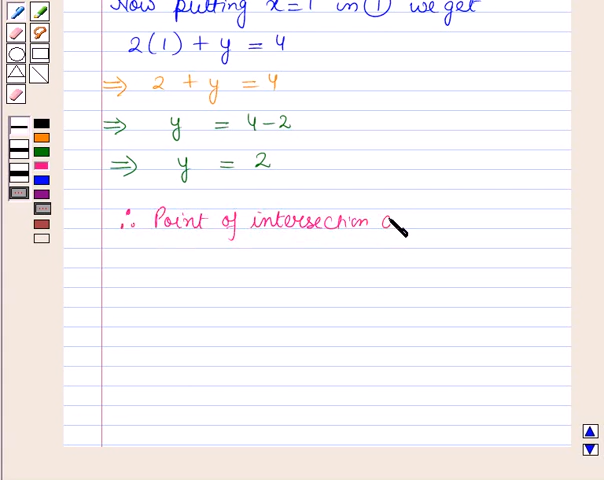 Now putting x=1 in ① we get
2(1) + y = 4
⇒ 2 + y = 4
⇒ y = 4-2
⇒ y = 2
∴ Point of intersection